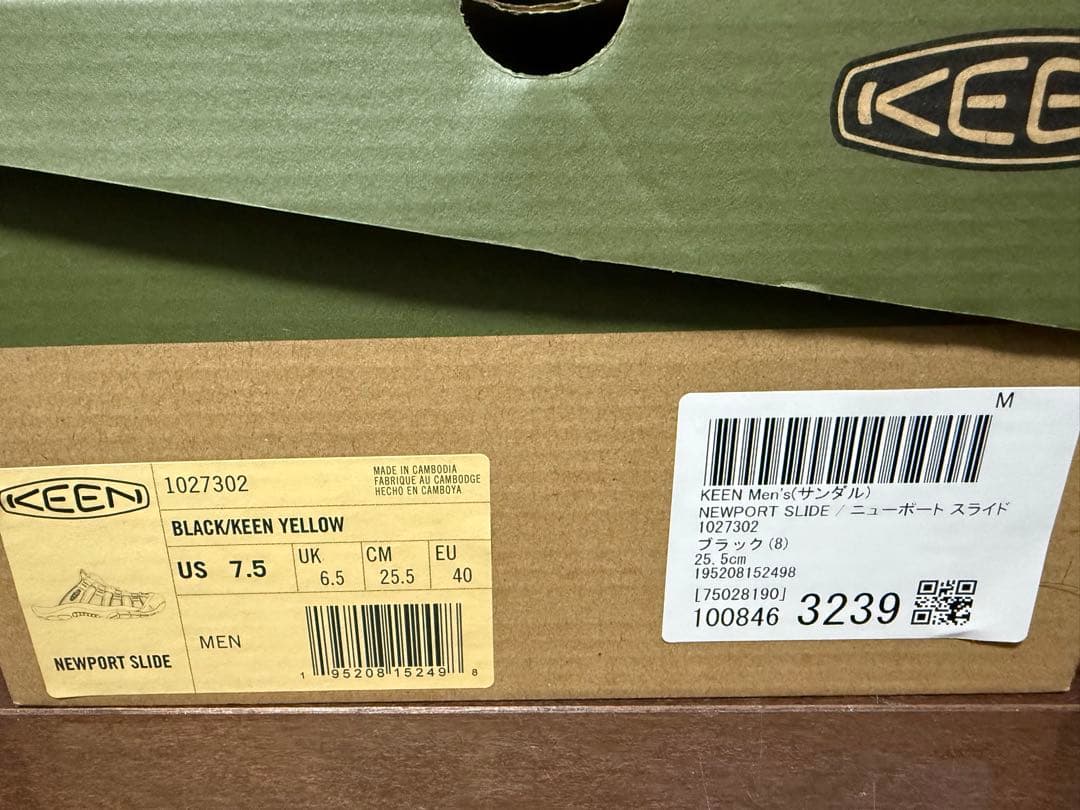 KEE
KEEN
1027302
MADE IN CAMBODIA
FABRIQUE AU CAMBODGE
HECHO EN CAMBOYA
BLACK/KEEN YELLOW
US 7.5
UK 6.5
CM 25.5
EU 40
MEN
NEWPORT SLIDE
1 95208 15249 8
M
KEEN Men's(サンダル)
NEWPORT SLIDE / ニューポート スライド
1027302
ブラック(8)
25.5cm
195208152498
[75028190]
100846 3239